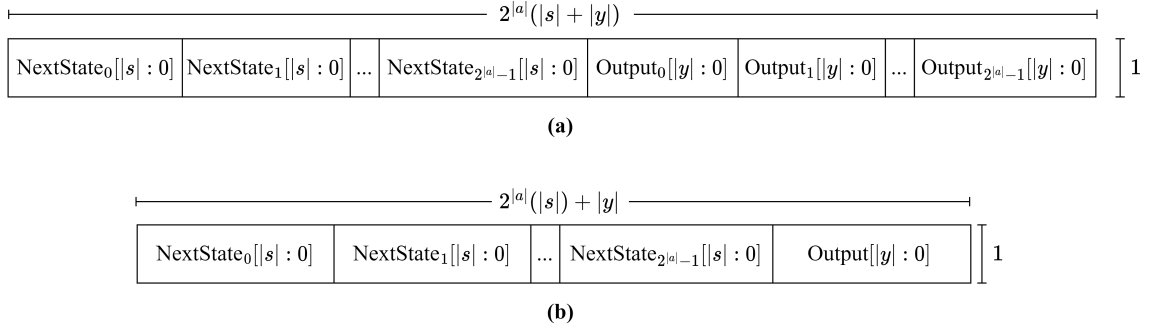 2^{|a|}(|s| + |y|)
NextState_0[|s| : 0] NextState_1[|s| : 0] ... NextState_{2^{|a|}-1}[|s| : 0] Output_0[|y| : 0] Output_1[|y| : 0] ... Output_{2^{|a|}-1}[|y| : 0] 1
(a)
2^{|a|}(|s|) + |y|
NextState_0[|s| : 0] NextState_1[|s| : 0] ... NextState_{2^{|a|}-1}[|s| : 0] Output[|y| : 0] 1
(b)